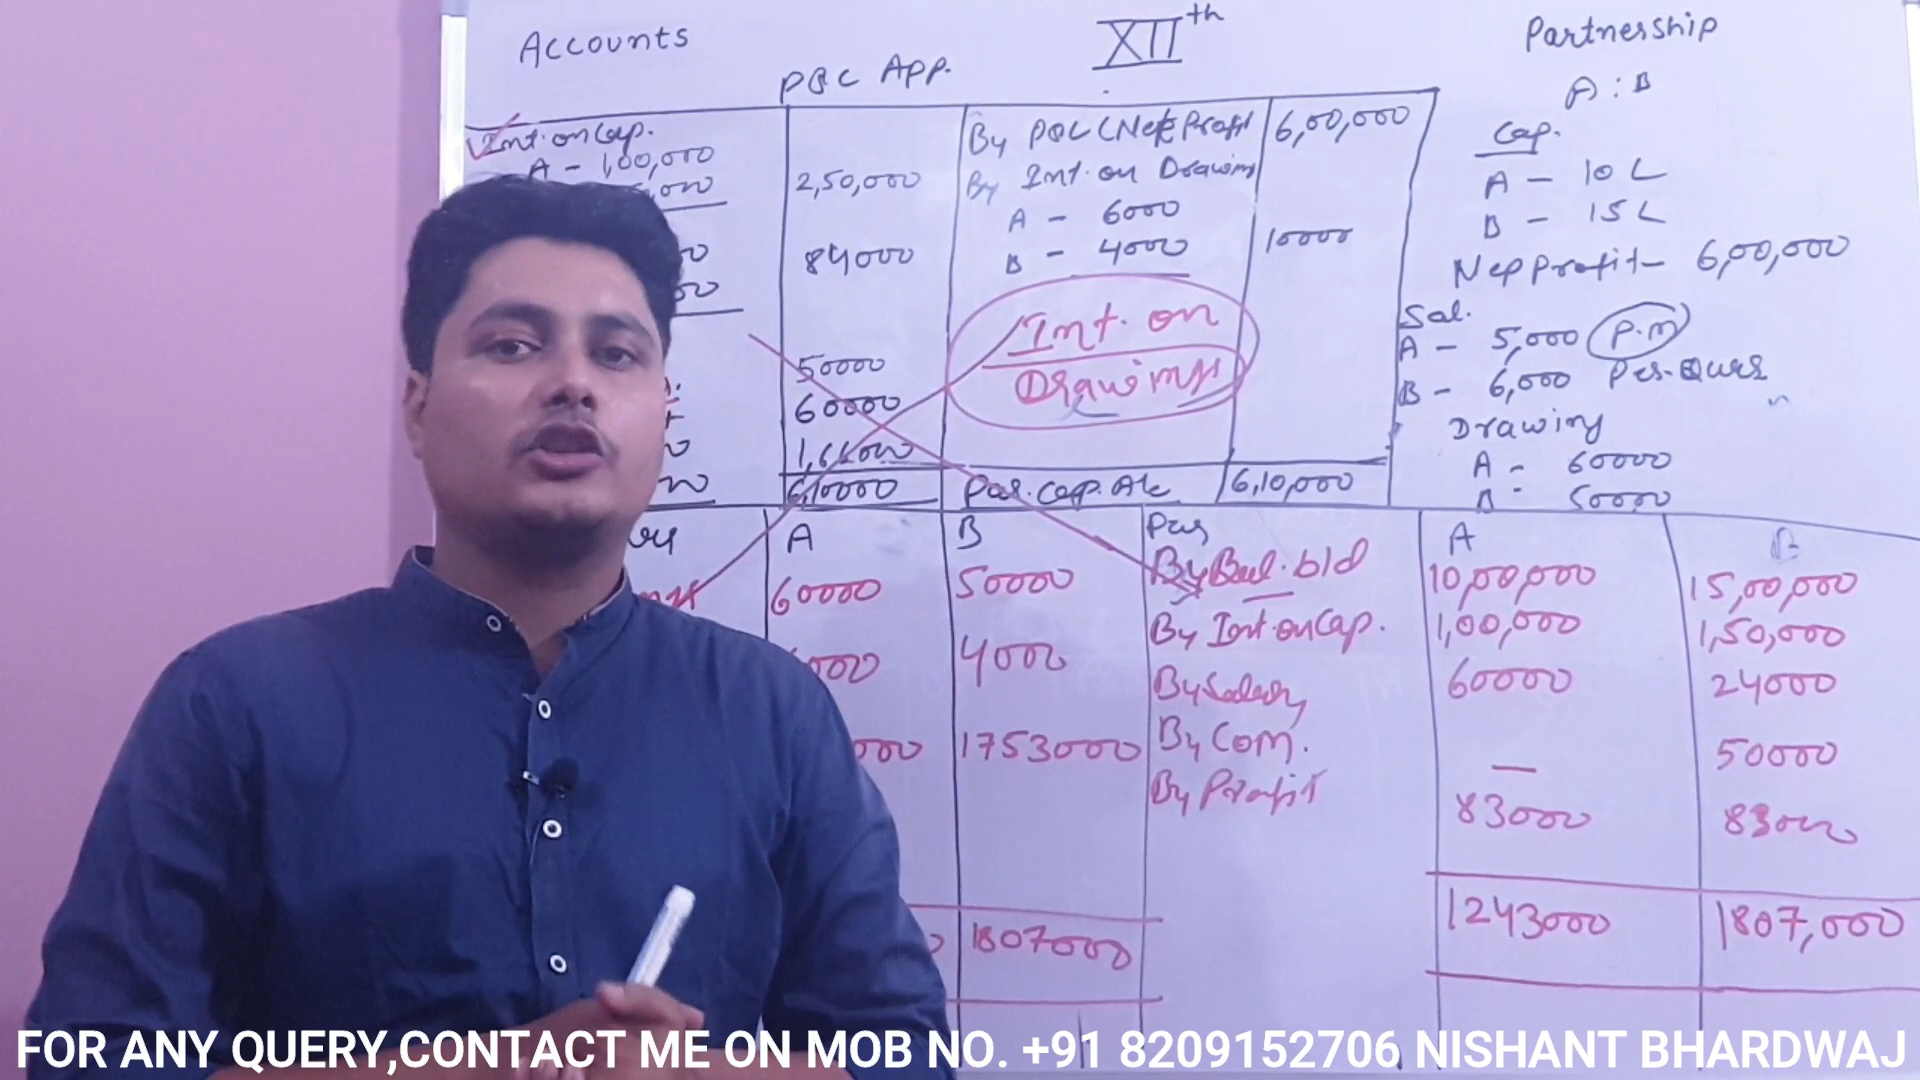 Accounts
XII th
Partnership
P&L App.
A : B
Int. on Cap.
A - 1,00,000
2,50,000
84000
50000
60000
1,66000
6,10000
By P&L (Net Profit
6,00,000
By Int. on Drawing
A - 6000
B - 4000
10000
Int. on
Drawings
Par. Cap. A/c
6,10,000
Cap.
A - 10 L
B - 15 L
Net Profit - 6,00,000
Sal.
A - 5,000 P.m
B - 6,000 Per. Quar
Drawing
A - 60000
B - 50000
A
B
Par
A
B
60000
50000
By Bal. b/d
10,00,000
15,00,000
4000
By Int. on Cap.
1,00,000
1,50,000
By Salary
60000
24000
1753000
By Com.
—
50000
By Profit
83000
83000
1807000
1243000
1807,000
FOR ANY QUERY,CONTACT ME ON MOB NO. +91 8209152706 NISHANT BHARDWAJ